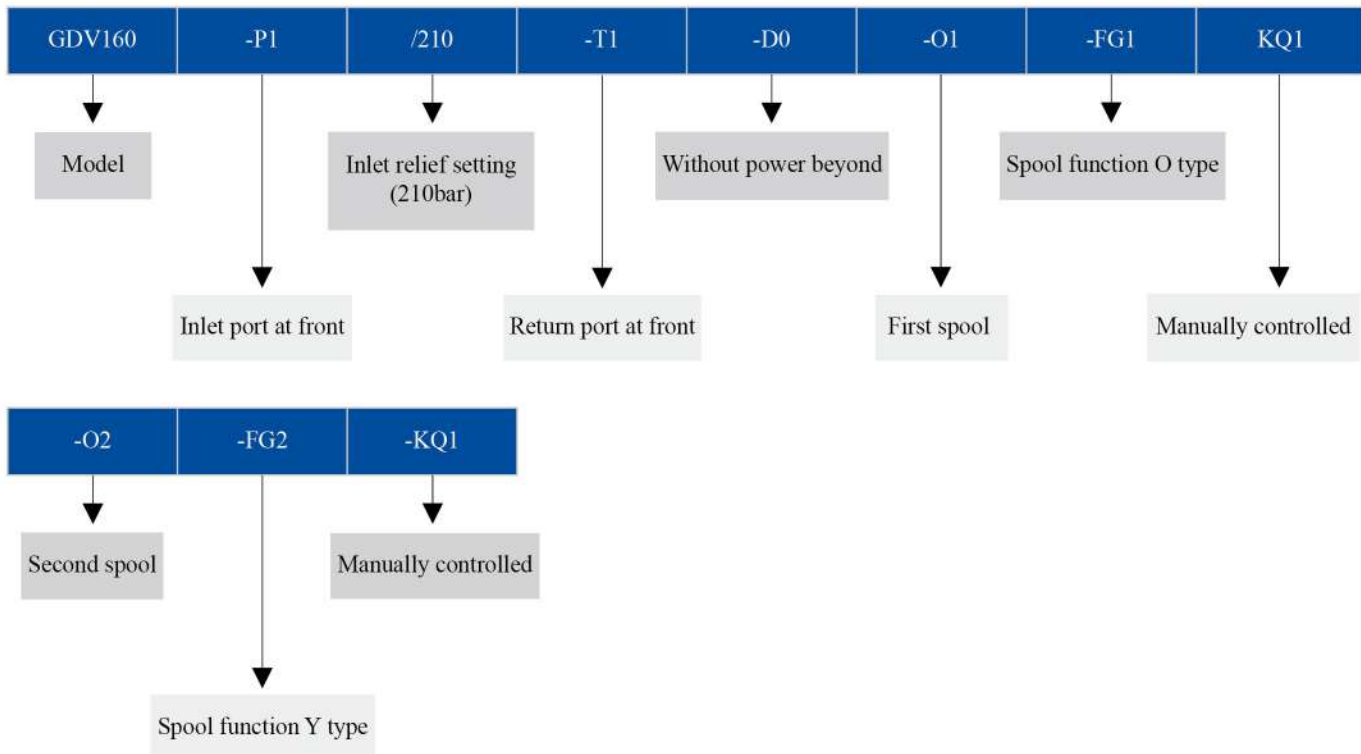 GDV160 -P1 /210 -T1 -D0 -O1 -FG1 KQ1
Model
Inlet relief setting
(210bar)
Without power beyond
Spool function O type
Inlet port at front
Return port at front
First spool
Manually controlled
-O2 -FG2 -KQ1
Second spool
Manually controlled
Spool function Y type